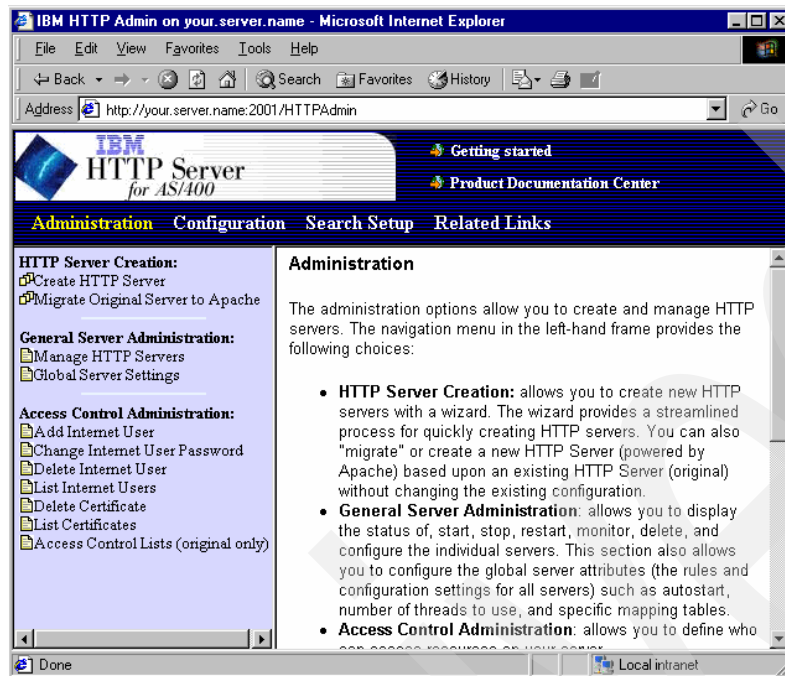 IBM HTTP Admin on your.server.name - Microsoft Internet Explorer
File Edit View Favorites Tools Help
Back Search Favorites History
Address http://your.server.name:2001/HTTPAdmin Go
IBM
HTTP Server
for AS/400
Getting started
Product Documentation Center
Administration Configuration Search Setup Related Links
HTTP Server Creation:
Create HTTP Server
Migrate Original Server to Apache
General Server Administration:
Manage HTTP Servers
Global Server Settings
Access Control Administration:
Add Internet User
Change Internet User Password
Delete Internet User
List Internet Users
Delete Certificate
List Certificates
Access Control Lists (original only)
Administration
The administration options allow you to create and manage HTTP
servers. The navigation menu in the left-hand frame provides the
following choices:
• HTTP Server Creation: allows you to create new HTTP
servers with a wizard. The wizard provides a streamlined
process for quickly creating HTTP servers. You can also
"migrate" or create a new HTTP Server (powered by
Apache) based upon an existing HTTP Server (original)
without changing the existing configuration.
• General Server Administration: allows you to display
the status of, start, stop, restart, monitor, delete, and
configure the individual servers. This section also allows
you to configure the global server attributes (the rules and
configuration settings for all servers) such as autostart,
number of threads to use, and specific mapping tables.
• Access Control Administration: allows you to define who
can access resources on your server.
Done
Local intranet